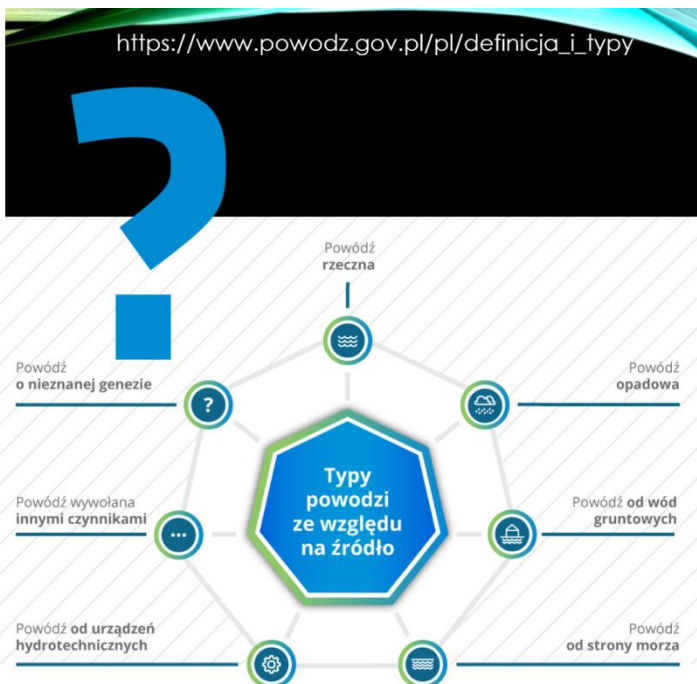 https://www.powodz.gov.pl/pl/definicja_i_typy
?
Powódź
rzeczna
Powódź
o nieznanej genezie
?
Powódź
opadowa
Typy
powodzi
ze względu
na źródło
Powódź wywołana
innymi czynnikami
...
Powódź od wód
gruntowych
Powódź od urządzeń
hydrotechnicznych
Powódź
od strony morza